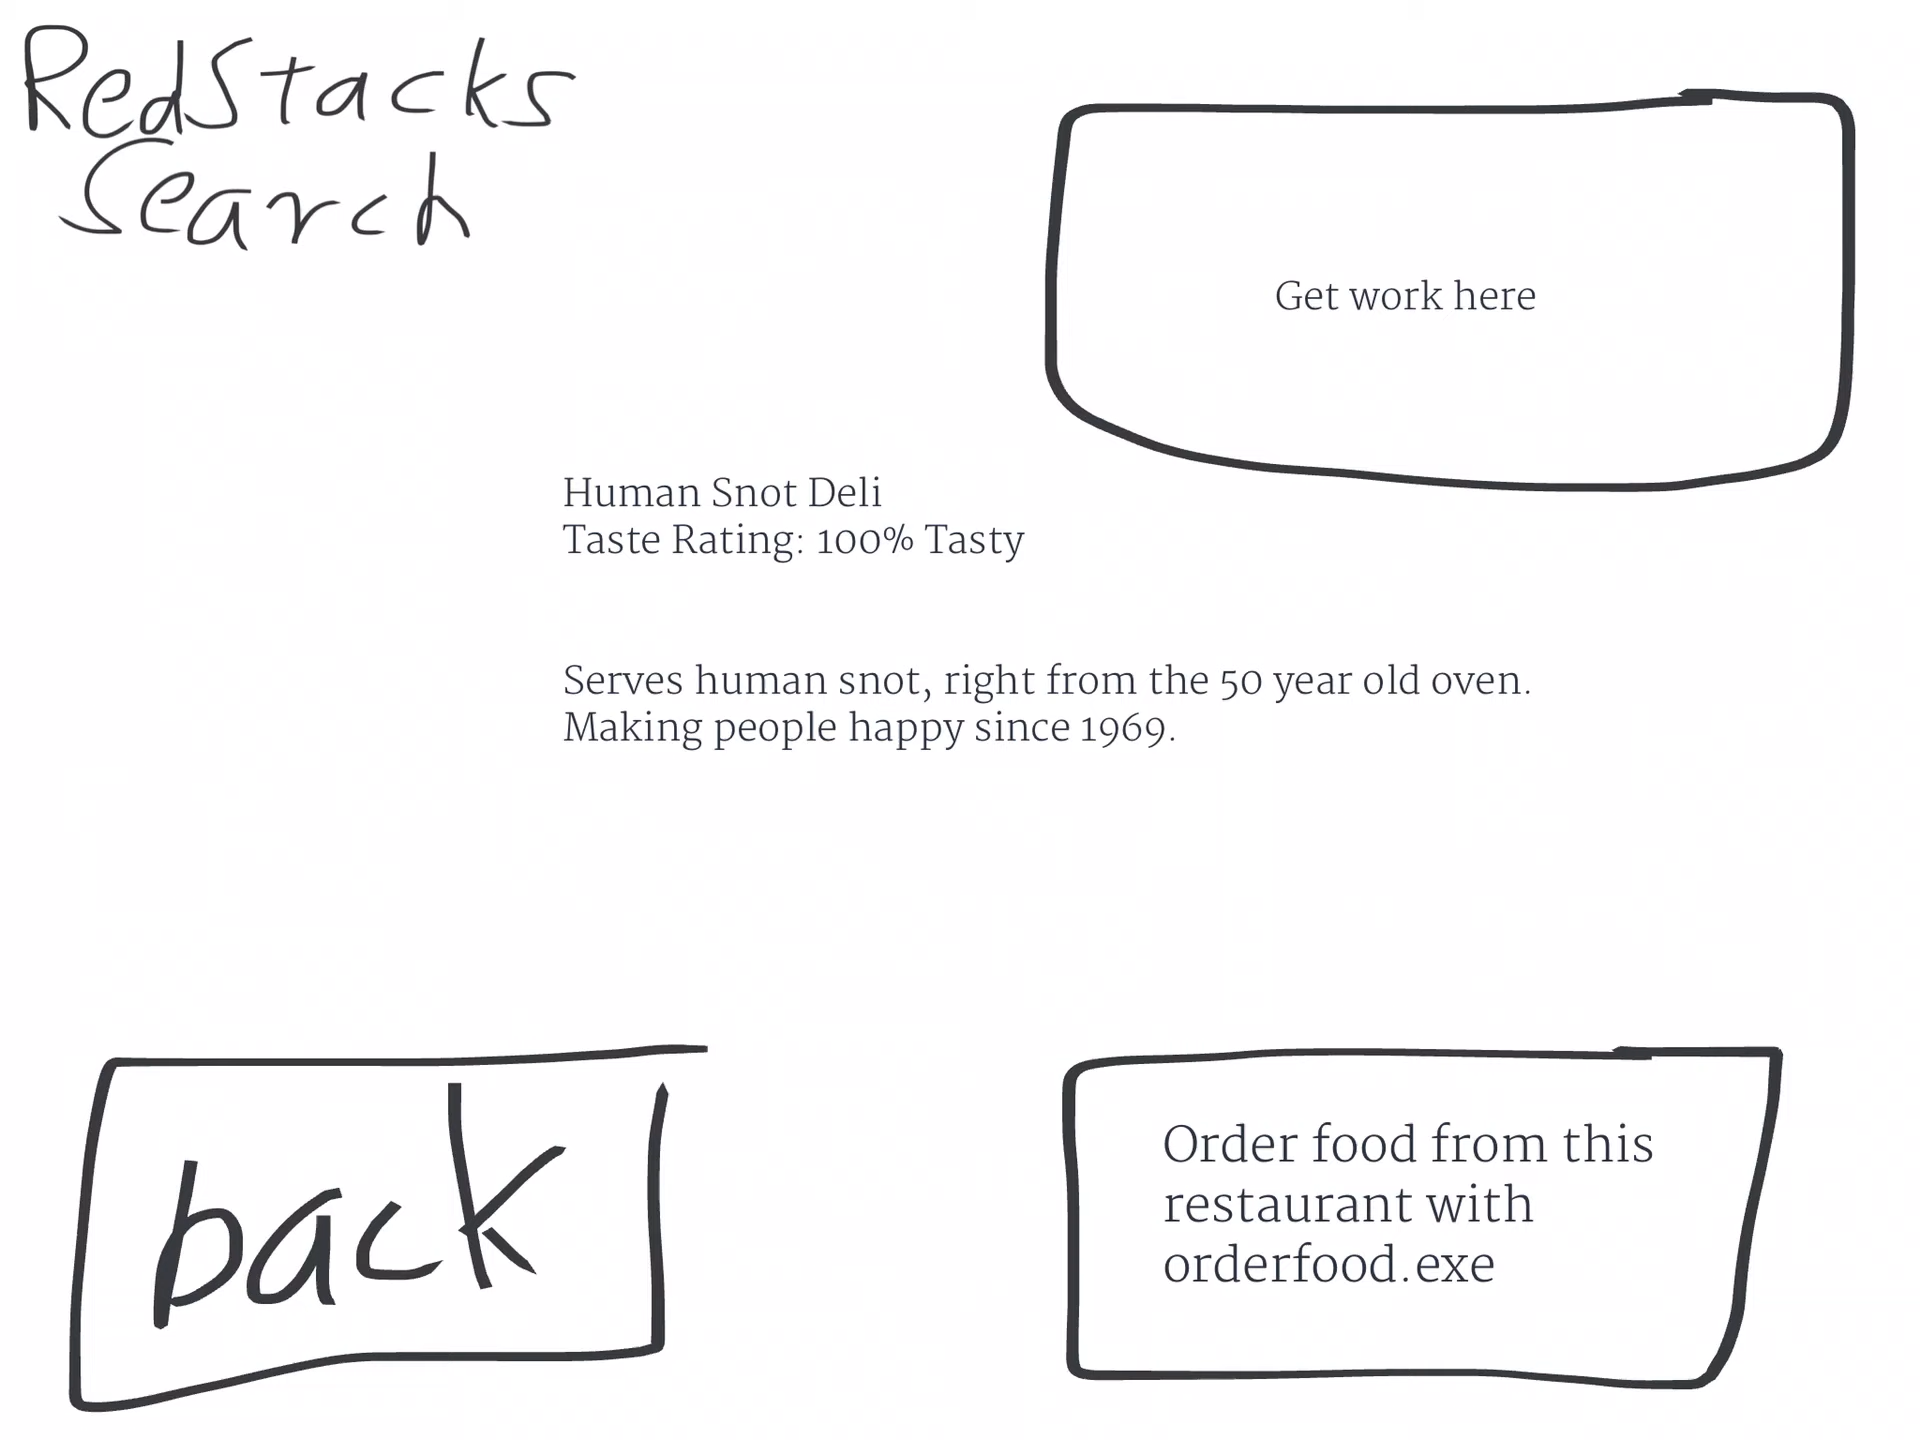 RedStacks
Search
Get work here
Human Snot Deli
Taste Rating: 100% Tasty
Serves human snot, right from the 50 year old oven.
Making people happy since 1969.
back
Order food from this
restaurant with
orderfood.exe